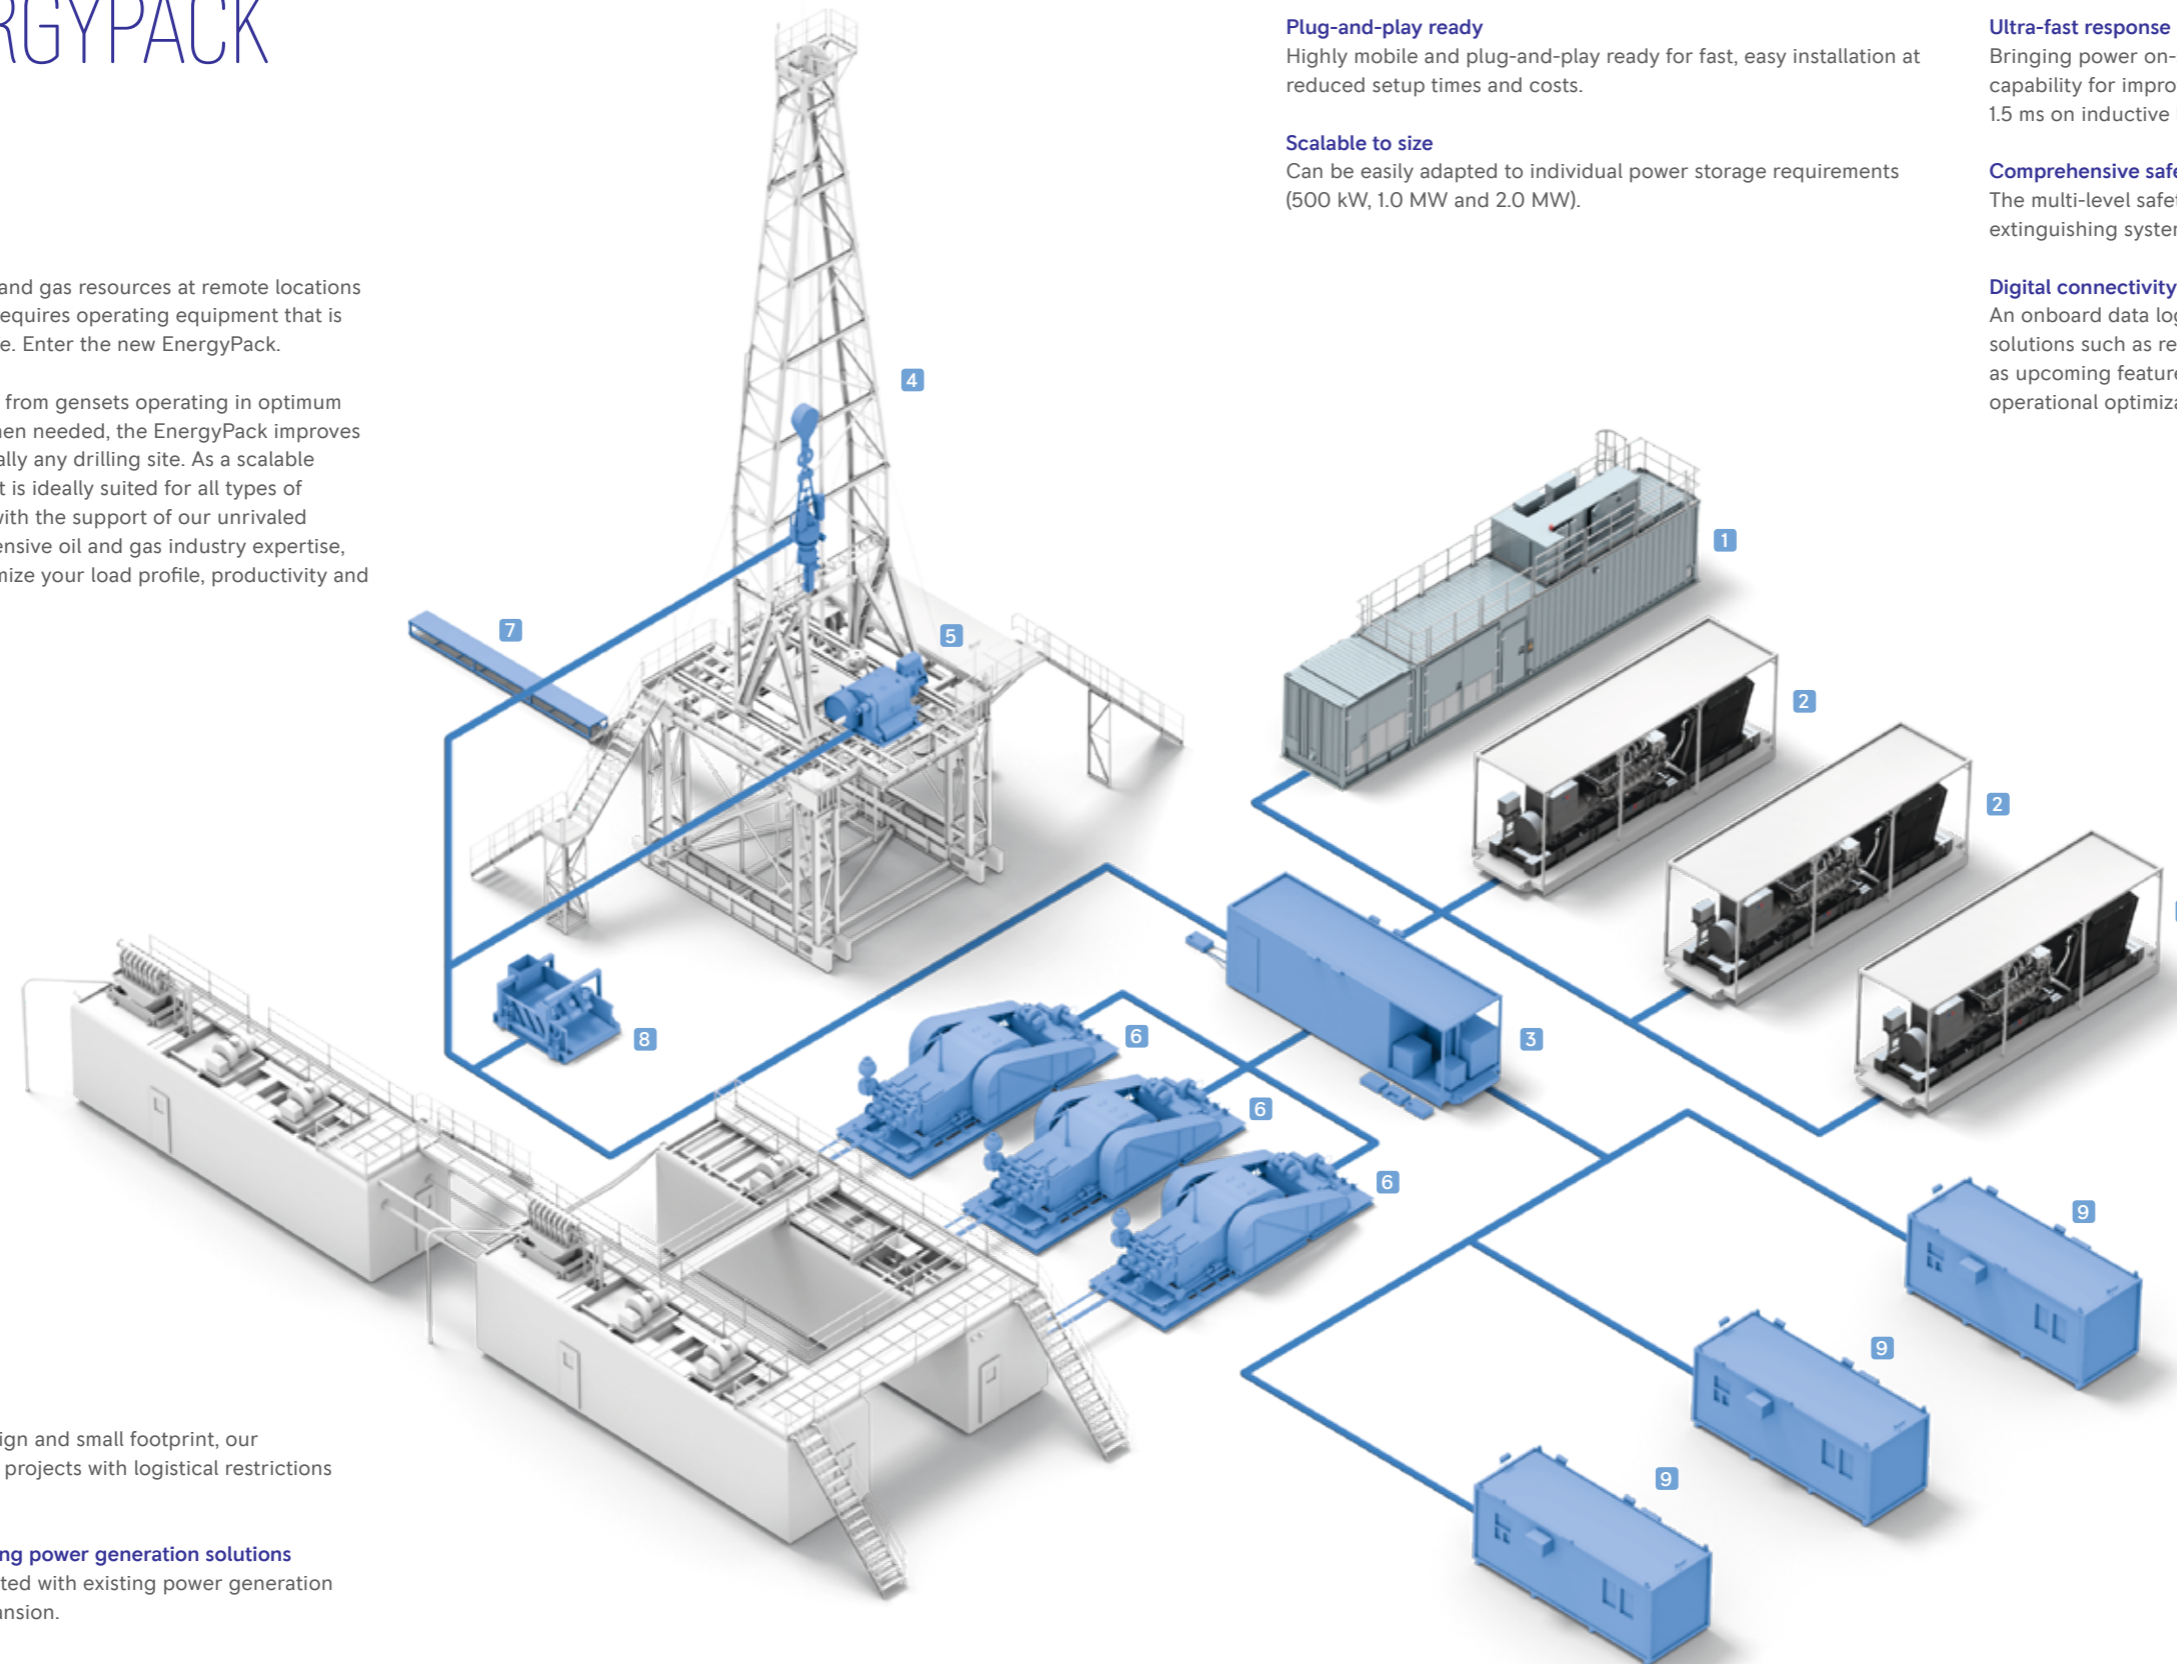 RGYPACK
and gas resources at remote locations
equires operating equipment that is
e. Enter the new EnergyPack.
from gensets operating in optimum
hen needed, the EnergyPack improves
ally any drilling site. As a scalable
t is ideally suited for all types of
with the support of our unrivaled
ensive oil and gas industry expertise,
mize your load profile, productivity and
ign and small footprint, our
projects with logistical restrictions
ng power generation solutions
ted with existing power generation
ansion.
Plug-and-play ready
Highly mobile and plug-and-play ready for fast, easy installation at
reduced setup times and costs.
Scalable to size
Can be easily adapted to individual power storage requirements
(500 kW, 1.0 MW and 2.0 MW).
Ultra-fast response
Bringing power on-
capability for impro
1.5 ms on inductive
Comprehensive safe
The multi-level safet
extinguishing system
Digital connectivity
An onboard data log
solutions such as re
as upcoming feature
operational optimiza
4
1
7
5
2
2
8
6
3
6
6
9
9
9